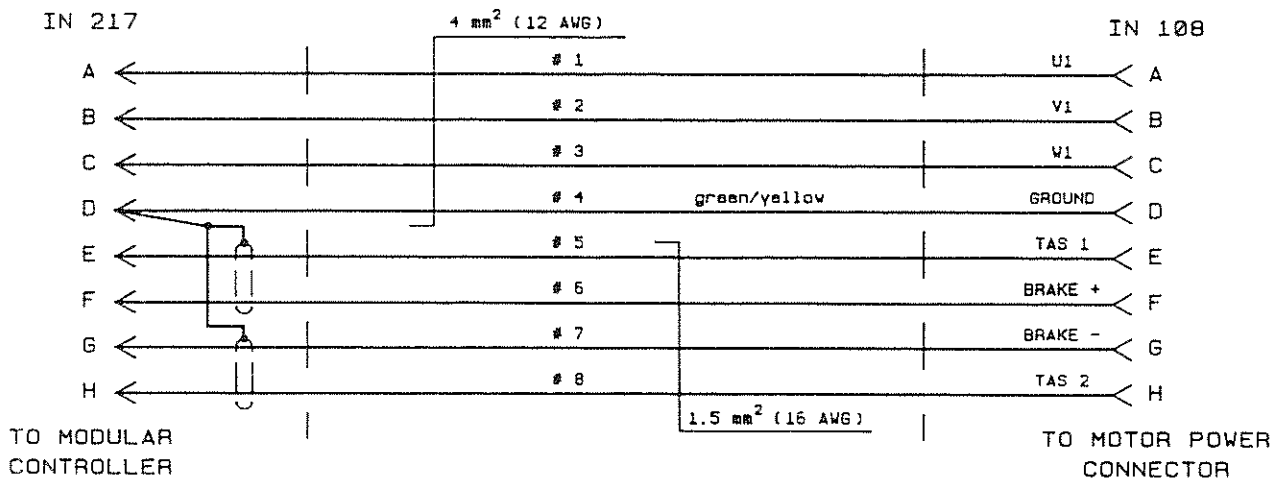 IN 217
4 mm² (12 AWG)
IN 108
A # 1 U1 A
B # 2 V1 B
C # 3 W1 C
D # 4 green/yellow GROUND D
E # 5 TAS 1 E
F # 6 BRAKE + F
G # 7 BRAKE - G
H # 8 TAS 2 H
1.5 mm² (16 AWG)
TO MODULAR
CONTROLLER
TO MOTOR POWER
CONNECTOR